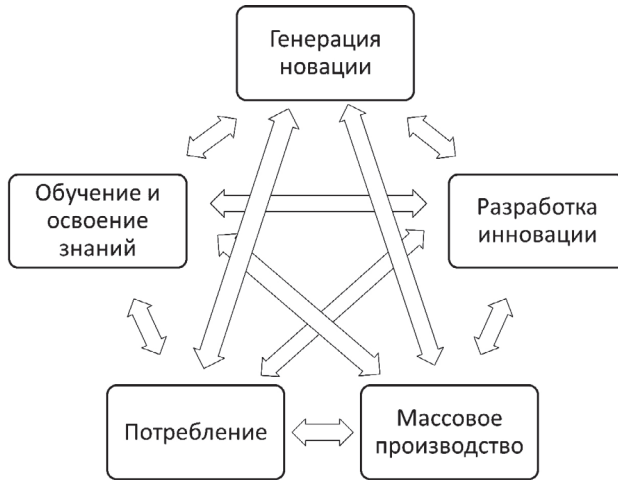 Генерация
новации
Обучение и
освоение
знаний
Разработка
инновации
Потребление
Массовое
производство